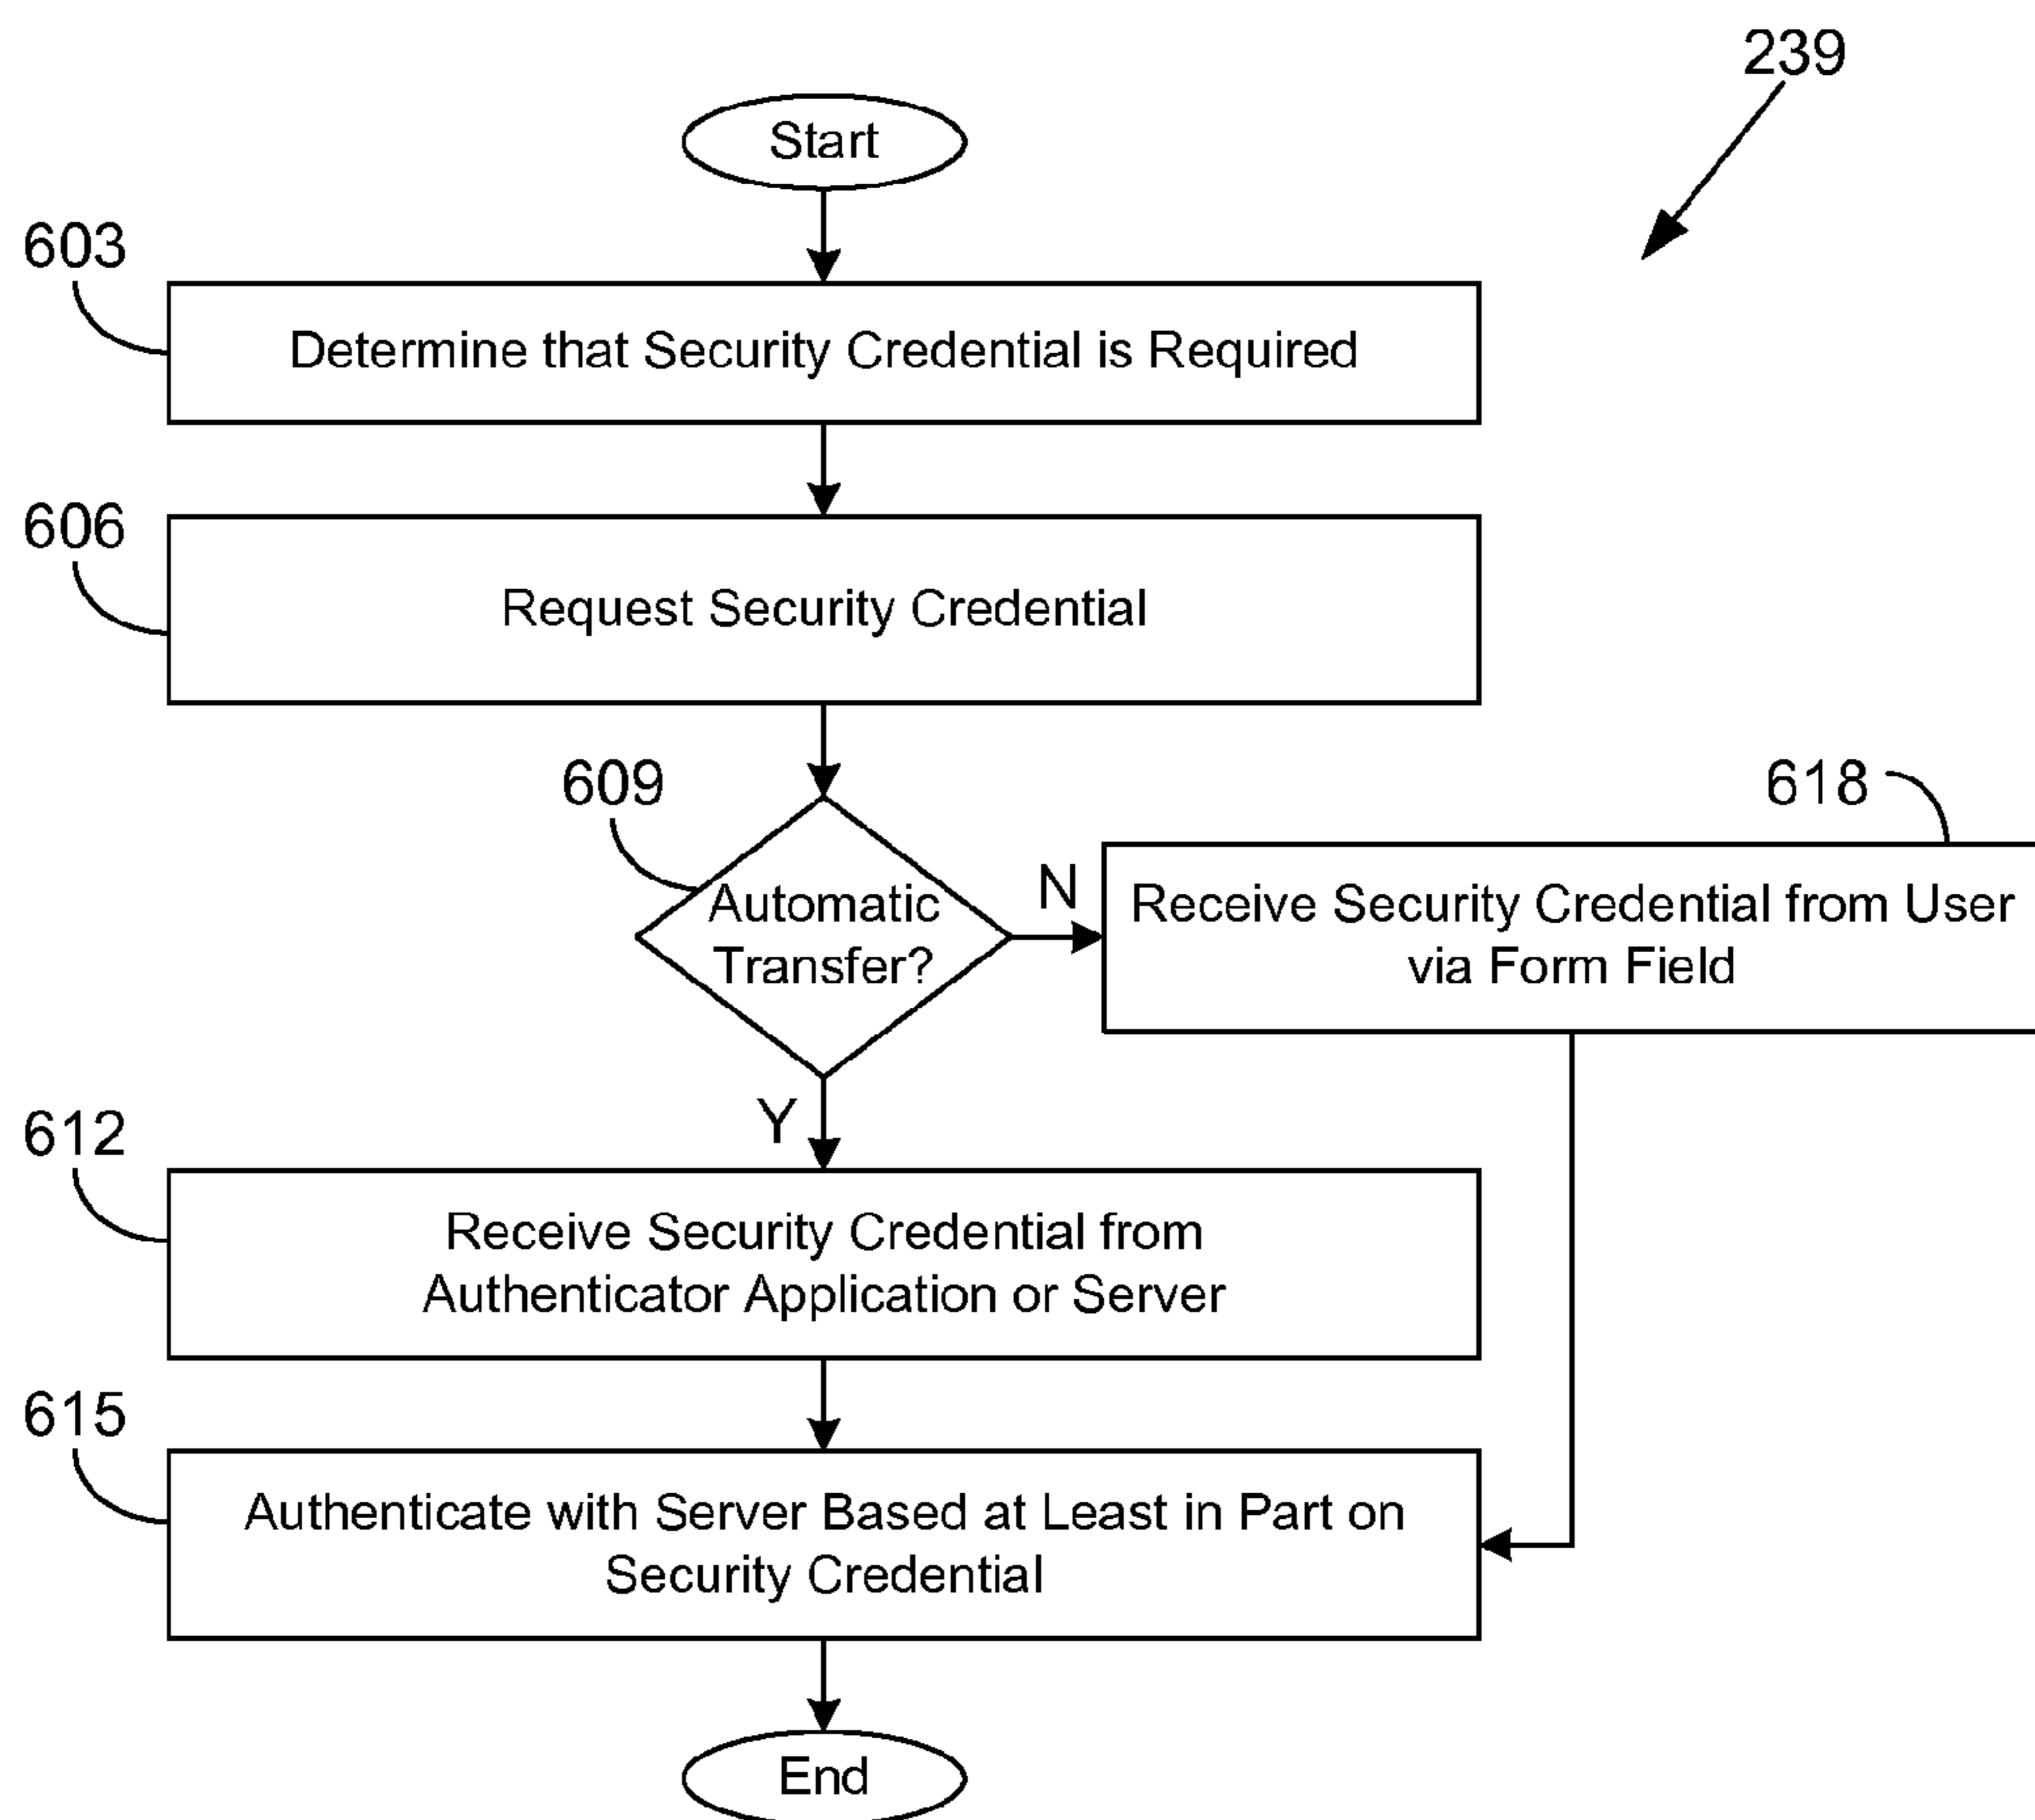 239
Start
603
Determine that Security Credential is Required
606
Request Security Credential
609
Automatic
Transfer?
N
618
Receive Security Credential from User
via Form Field
Y
612
Receive Security Credential from
Authenticator Application or Server
615
Authenticate with Server Based at Least in Part on
Security Credential
End